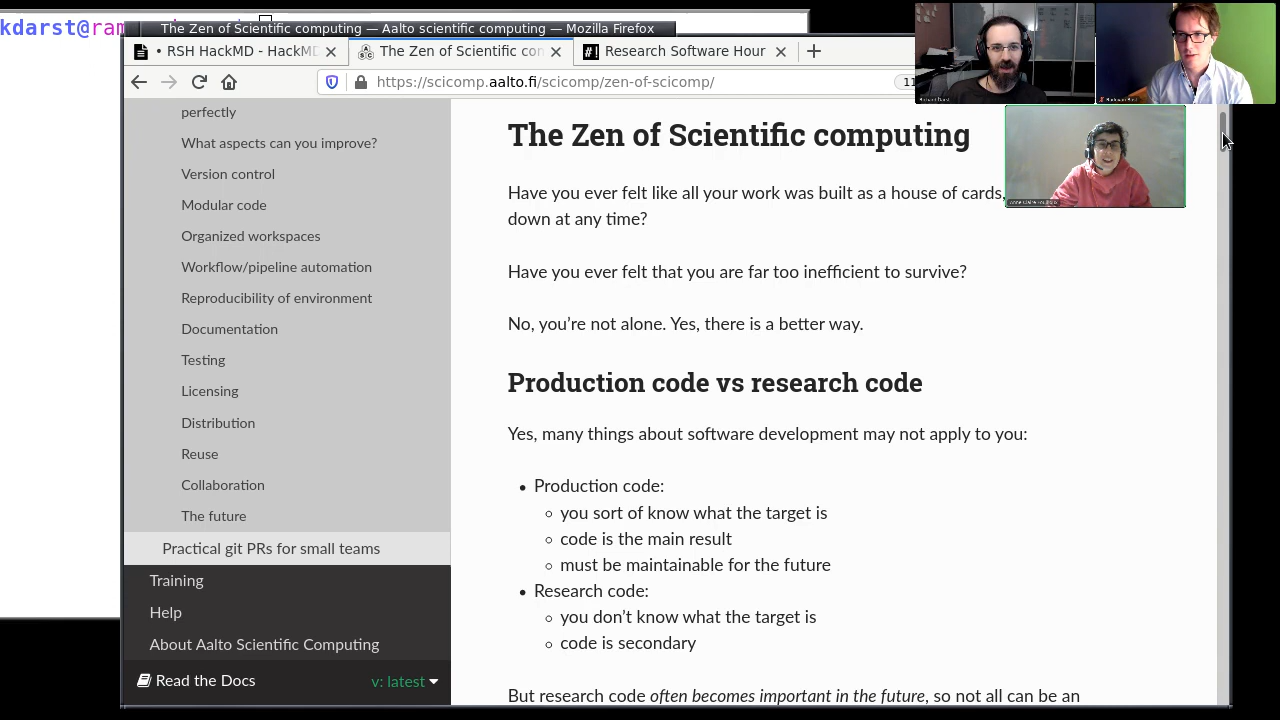 kdarst@ram
The Zen of Scientific computing — Aalto scientific computing — Mozilla Firefox
• RSH HackMD - HackMD
The Zen of Scientific con
Research Software Hour
https://scicomp.aalto.fi/scicomp/zen-of-scicomp/
11
perfectly
What aspects can you improve?
Version control
Modular code
Organized workspaces
Workflow/pipeline automation
Reproducibility of environment
Documentation
Testing
Licensing
Distribution
Reuse
Collaboration
The future
Practical git PRs for small teams
Training
Help
About Aalto Scientific Computing
Read the Docs
v: latest
The Zen of Scientific computing
Have you ever felt like all your work was built as a house of cards,
down at any time?
Have you ever felt that you are far too inefficient to survive?
No, you’re not alone. Yes, there is a better way.
Production code vs research code
Yes, many things about software development may not apply to you:
• Production code:
◦ you sort of know what the target is
◦ code is the main result
◦ must be maintainable for the future
• Research code:
◦ you don’t know what the target is
◦ code is secondary
But research code often becomes important in the future, so not all can be an
Richard Darst